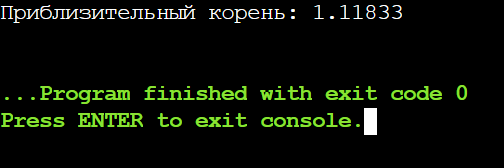 Приблизительный корень: 1.11833
...Program finished with exit code 0
Press ENTER to exit console.